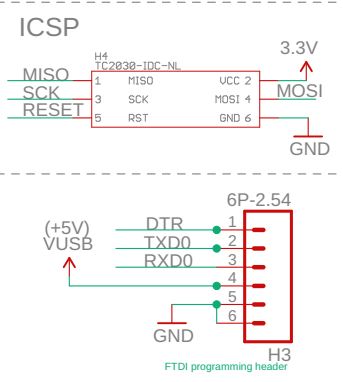 ICSP
3.3V
H4
TC2030-IDC-NL
MISO 1 MISO VCC 2
SCK 3 SCK MOSI 4 MOSI
RESET 5 RST GND 6
GND
6P-2.54
(+5V)
VUSB
DTR 1
TXD0 2
RXD0 3
4
5
6
GND
H3
FTDI programming header